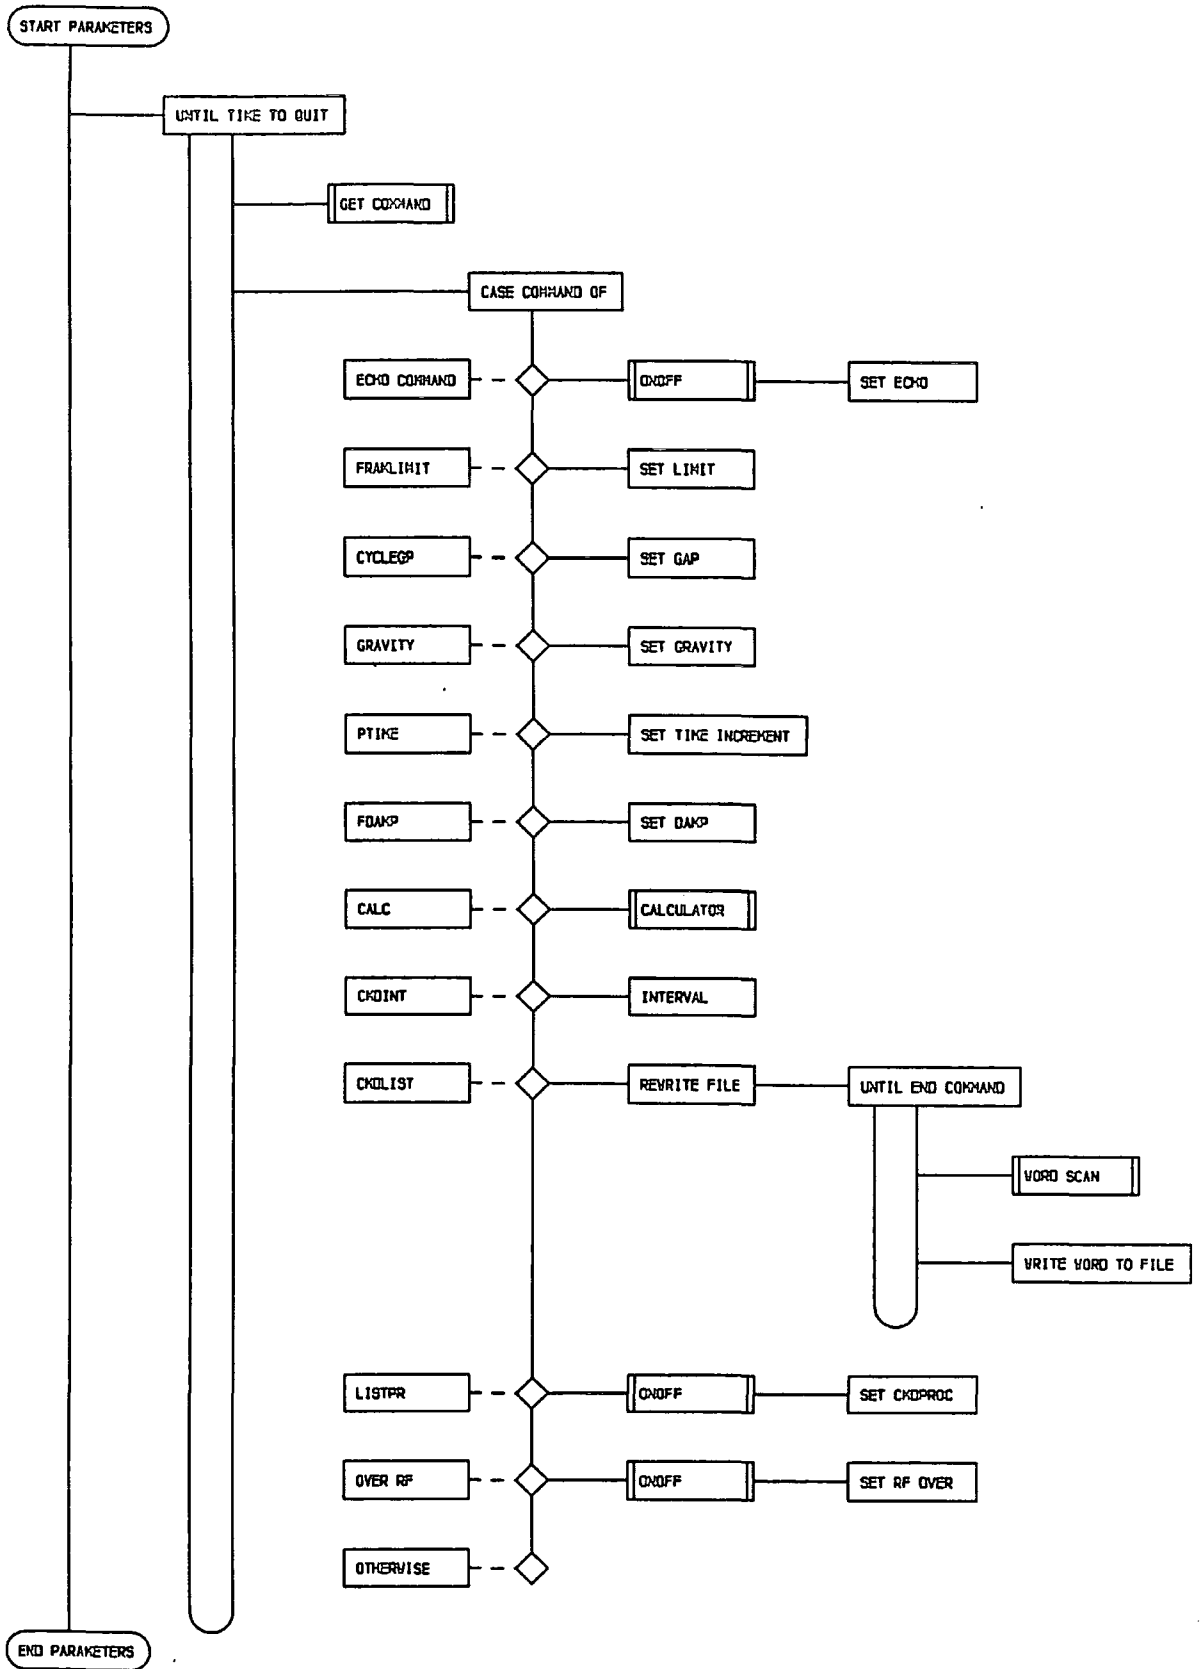 START PARAMETERS
UNTIL TIME TO QUIT
GET COMMAND
CASE COMMAND OF
ECHO COMMAND
ONOFF
SET ECHO
FRAMLIMIT
SET LIMIT
CYCLEGP
SET GAP
GRAVITY
SET GRAVITY
PTIME
SET TIME INCREMENT
FDAMP
SET DAMP
CALC
CALCULATOR
CMDINT
INTERVAL
CMDLIST
REWRITE FILE
UNTIL END COMMAND
WORD SCAN
WRITE WORD TO FILE
LISTPR
ONOFF
SET CMDPROC
OVER RF
ONOFF
SET RF OVER
OTHERWISE
END PARAMETERS